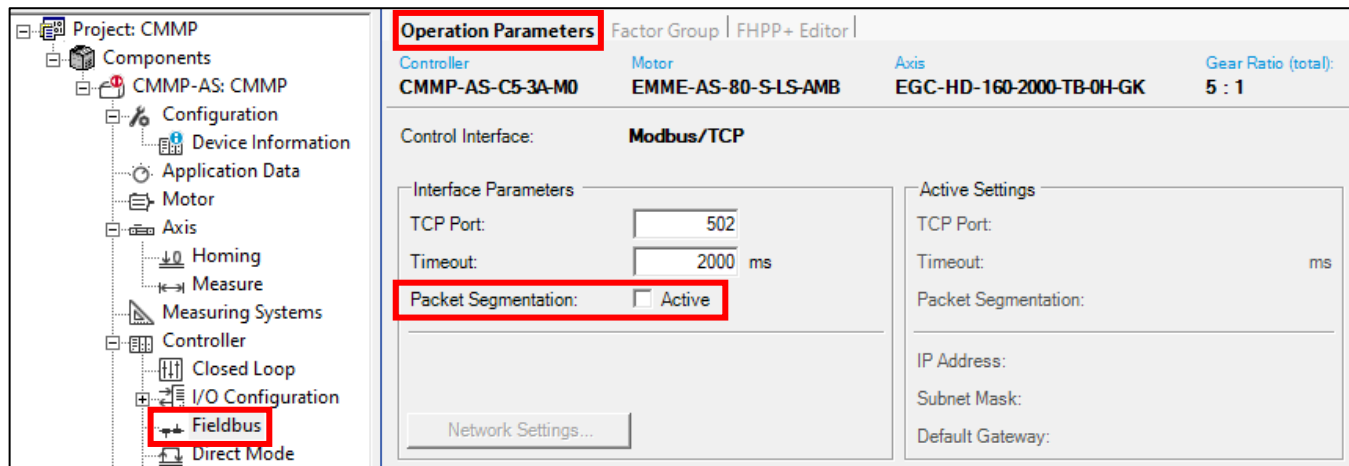 Project: CMMP
Components
CMMP-AS: CMMP
Configuration
Device Information
Application Data
Motor
Axis
Homing
Measure
Measuring Systems
Controller
Closed Loop
I/O Configuration
Fieldbus
Direct Mode
Operation Parameters Factor Group FHPP+ Editor
Controller Motor Axis Gear Ratio (total):
CMMP-AS-C5-3A-M0 EMME-AS-80-S-LS-AMB EGC-HD-160-2000-TB-0H-GK 5 : 1
Control Interface: Modbus/TCP
Interface Parameters
TCP Port: 502
Timeout: 2000 ms
Packet Segmentation: Active
Network Settings...
Active Settings
TCP Port:
Timeout: ms
Packet Segmentation:
IP Address:
Subnet Mask:
Default Gateway: